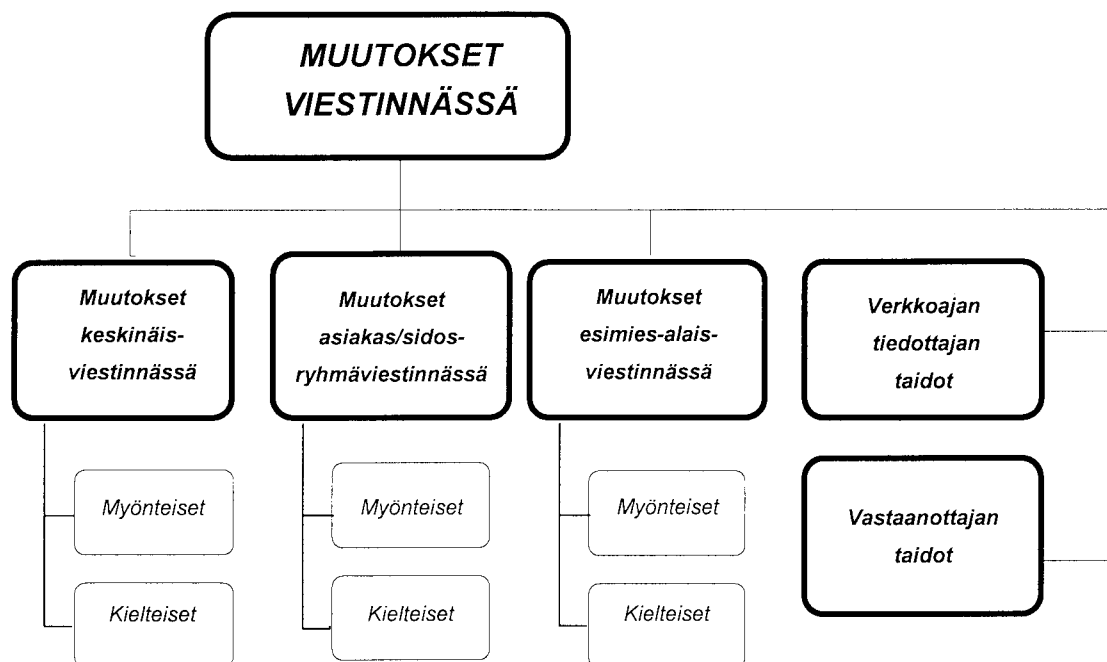 MUUTOKSET
VIESTINNÄSSÄ
Muutokset
keskinäis-
viestinnässä
Muutokset
asiakas/sidos-
ryhmäviestinnässä
Muutokset
esimies-alais-
viestinnässä
Verkkoajan
tiedottajan
taidot
Myönteiset
Myönteiset
Myönteiset
Vastaanottajan
taidot
Kielteiset
Kielteiset
Kielteiset